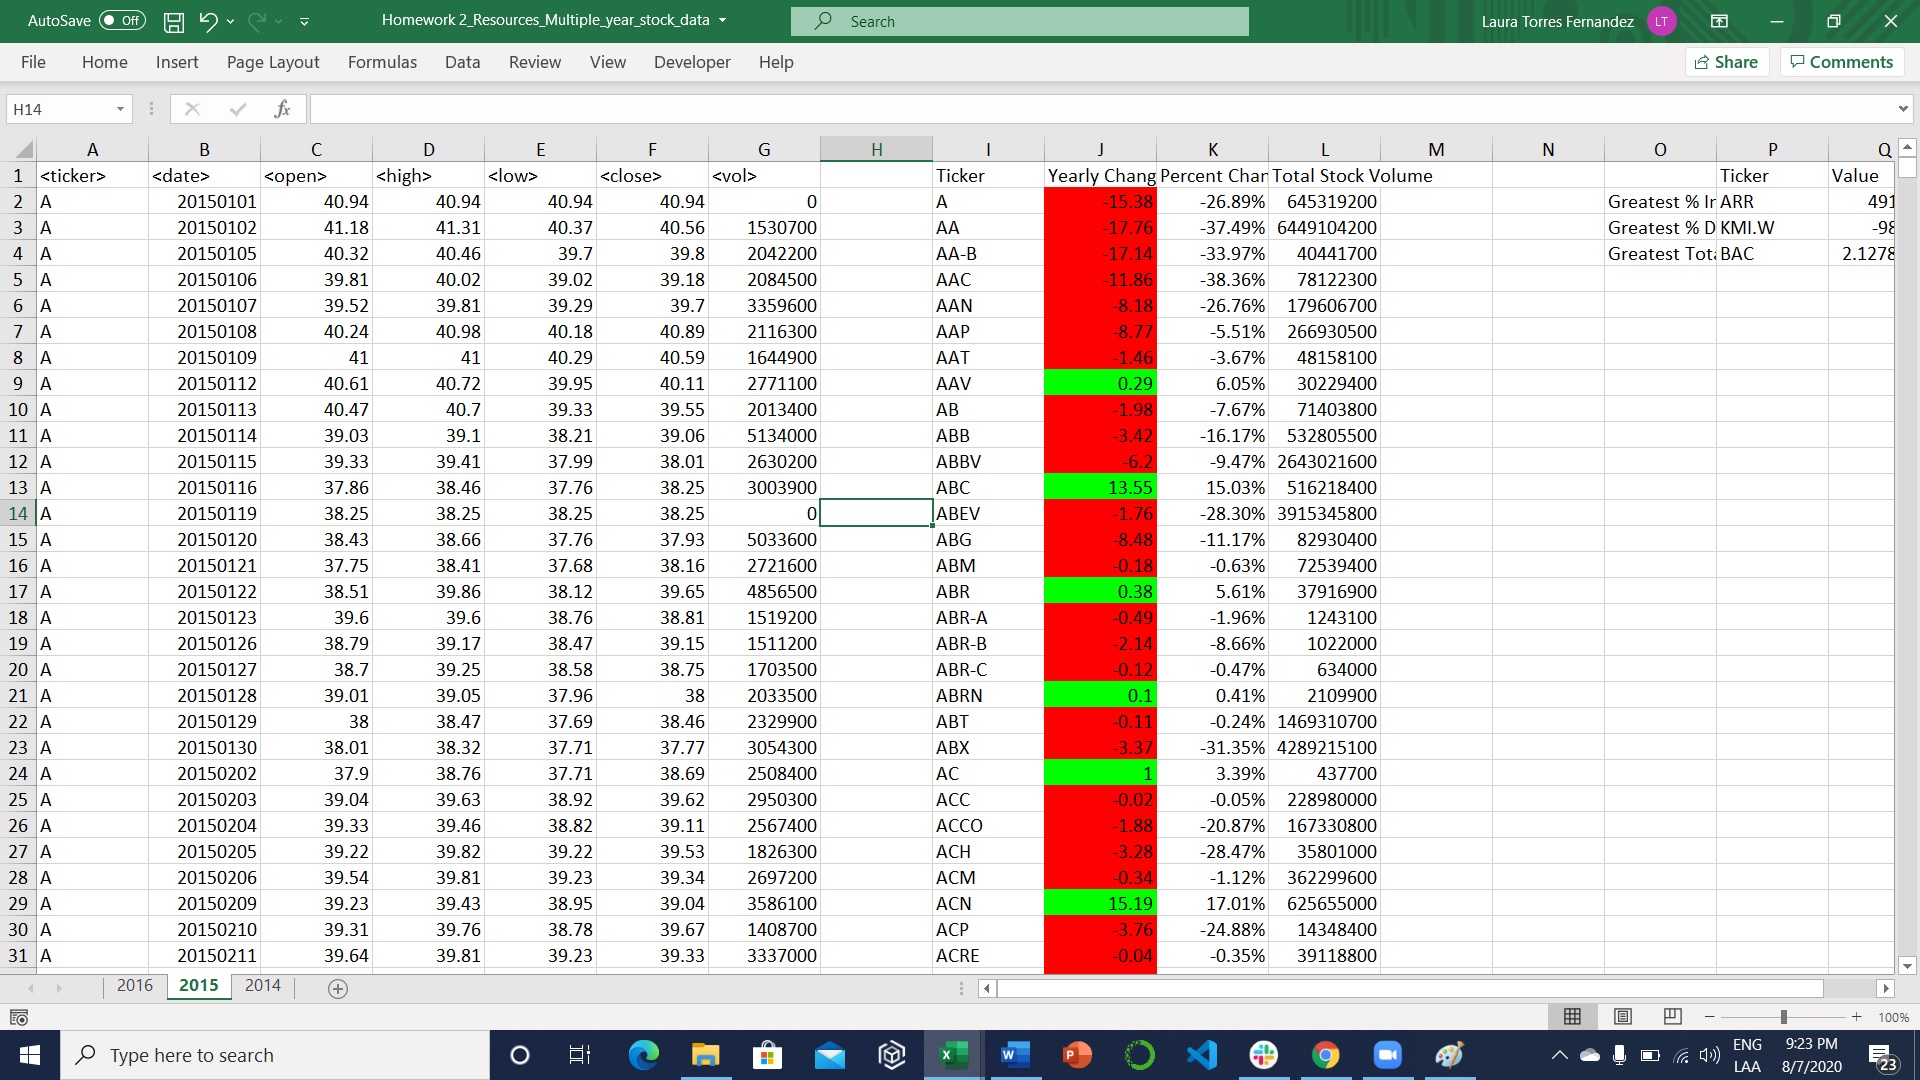 AutoSave Off Homework 2_Resources_Multiple_year_stock_data Search Laura Torres Fernandez LT
File Home Insert Page Layout Formulas Data Review View Developer Help Share Comments
H14 fx
A B C D E F G H I J K L M N O P Q
1 <ticker> <date> <open> <high> <low> <close> <vol> Ticker Yearly Chang Percent Chan Total Stock Volume Ticker Value
2 A 20150101 40.94 40.94 40.94 40.94 0 A -15.38 -26.89% 645319200 Greatest % In ARR 491
3 A 20150102 41.18 41.31 40.37 40.56 1530700 AA -17.76 -37.49% 6449104200 Greatest % D KMI.W -98
4 A 20150105 40.32 40.46 39.7 39.8 2042200 AA-B -17.14 -33.97% 40441700 Greatest Tota BAC 2.1278
5 A 20150106 39.81 40.02 39.02 39.18 2084500 AAC -11.86 -38.36% 78122300
6 A 20150107 39.52 39.81 39.29 39.7 3359600 AAN -8.18 -26.76% 179606700
7 A 20150108 40.24 40.98 40.18 40.89 2116300 AAP -8.77 -5.51% 266930500
8 A 20150109 41 41 40.29 40.59 1644900 AAT -1.46 -3.67% 48158100
9 A 20150112 40.61 40.72 39.95 40.11 2771100 AAV 0.29 6.05% 30229400
10 A 20150113 40.47 40.7 39.33 39.55 2013400 AB -1.98 -7.67% 71403800
11 A 20150114 39.03 39.1 38.21 39.06 5134000 ABB -3.42 -16.17% 532805500
12 A 20150115 39.33 39.41 37.99 38.01 2630200 ABBV -6.2 -9.47% 2643021600
13 A 20150116 37.86 38.46 37.76 38.25 3003900 ABC 13.55 15.03% 516218400
14 A 20150119 38.25 38.25 38.25 38.25 0 ABEV -1.76 -28.30% 3915345800
15 A 20150120 38.43 38.66 37.76 37.93 5033600 ABG -8.48 -11.17% 82930400
16 A 20150121 37.75 38.41 37.68 38.16 2721600 ABM -0.18 -0.63% 72539400
17 A 20150122 38.51 39.86 38.12 39.65 4856500 ABR 0.38 5.61% 37916900
18 A 20150123 39.6 39.6 38.76 38.81 1519200 ABR-A -0.49 -1.96% 1243100
19 A 20150126 38.79 39.17 38.47 39.15 1511200 ABR-B -2.14 -8.66% 1022000
20 A 20150127 38.7 39.25 38.58 38.75 1703500 ABR-C -0.12 -0.47% 634000
21 A 20150128 39.01 39.05 37.96 38 2033500 ABRN 0.1 0.41% 2109900
22 A 20150129 38 38.47 37.69 38.46 2329900 ABT -0.11 -0.24% 1469310700
23 A 20150130 38.01 38.32 37.71 37.77 3054300 ABX -3.37 -31.35% 4289215100
24 A 20150202 37.9 38.76 37.71 38.69 2508400 AC 1 3.39% 437700
25 A 20150203 39.04 39.63 38.92 39.62 2950300 ACC -0.02 -0.05% 228980000
26 A 20150204 39.33 39.46 38.82 39.11 2567400 ACCO -1.88 -20.87% 167330800
27 A 20150205 39.22 39.82 39.22 39.53 1826300 ACH -3.28 -28.47% 35801000
28 A 20150206 39.54 39.81 39.23 39.34 2697200 ACM -0.34 -1.12% 362299600
29 A 20150209 39.23 39.43 38.95 39.04 3586100 ACN 15.19 17.01% 625655000
30 A 20150210 39.31 39.76 38.78 39.67 1408700 ACP -3.76 -24.88% 14348400
31 A 20150211 39.64 39.81 39.23 39.33 3337000 ACRE -0.04 -0.35% 39118800
2016 2015 2014
100%
Type here to search ENG 9:23 PM
LAA 8/7/2020 23